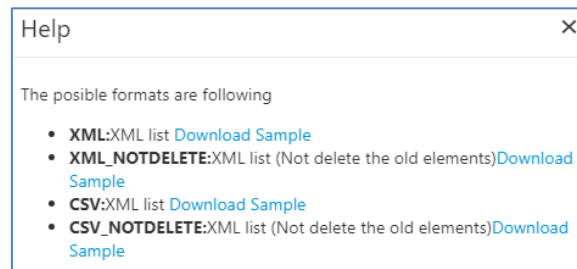 Help ×
The posible formats are following
• XML:XML list Download Sample
• XML_NOTDELETE:XML list (Not delete the old elements)Download
Sample
• CSV:XML list Download Sample
• CSV_NOTDELETE:XML list (Not delete the old elements)Download
Sample